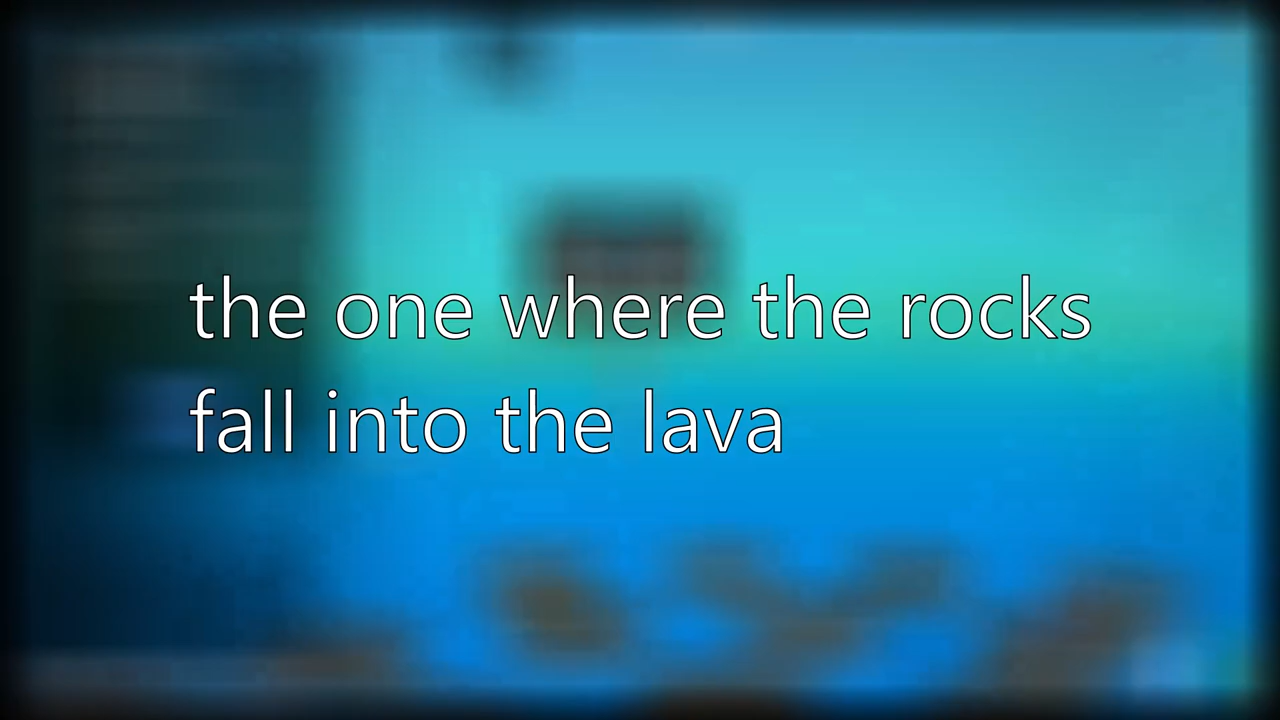 the one where the rocks
fall into the lava